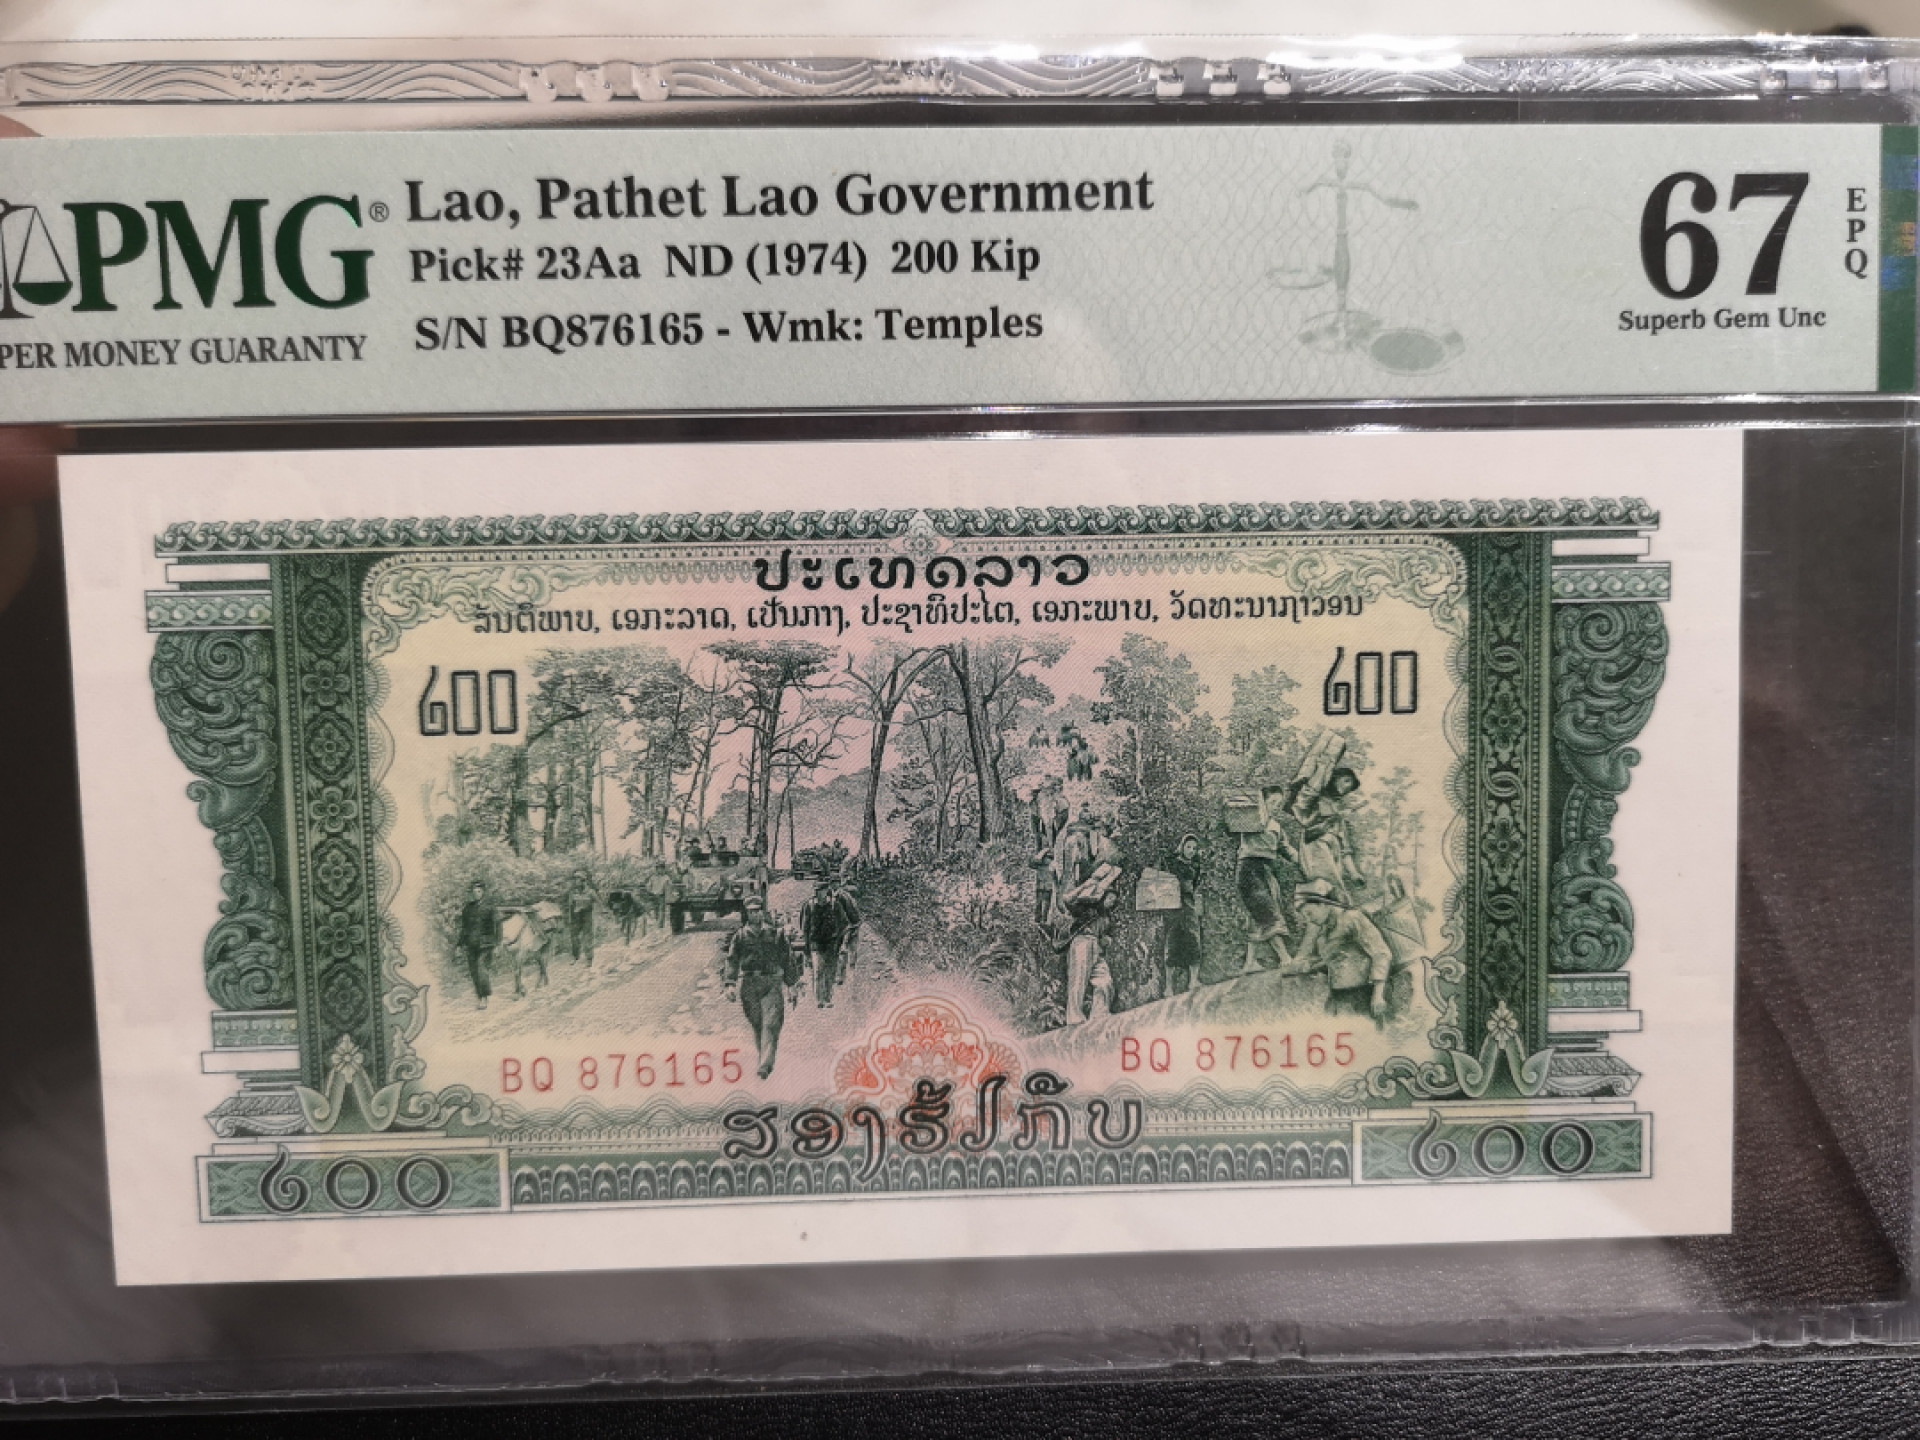 PMG®
PER MONEY GUARANTY
Lao, Pathet Lao Government
Pick# 23Aa ND (1974) 200 Kip
S/N BQ876165 - Wmk: Temples
67
EPQ
Superb Gem Unc
ປະເທດລາວ
ສັນຕິພາບ, ເອກະລາດ, ເປັນກາງ, ປະຊາທິປະໄຕ, ເອກະພາບ, ວັດທະນາຖາວອນ
໒໐໐ ໒໐໐
BQ 876165 BQ 876165
ສອງຮ້ອຍກີບ
໒໐໐ ໒໐໐